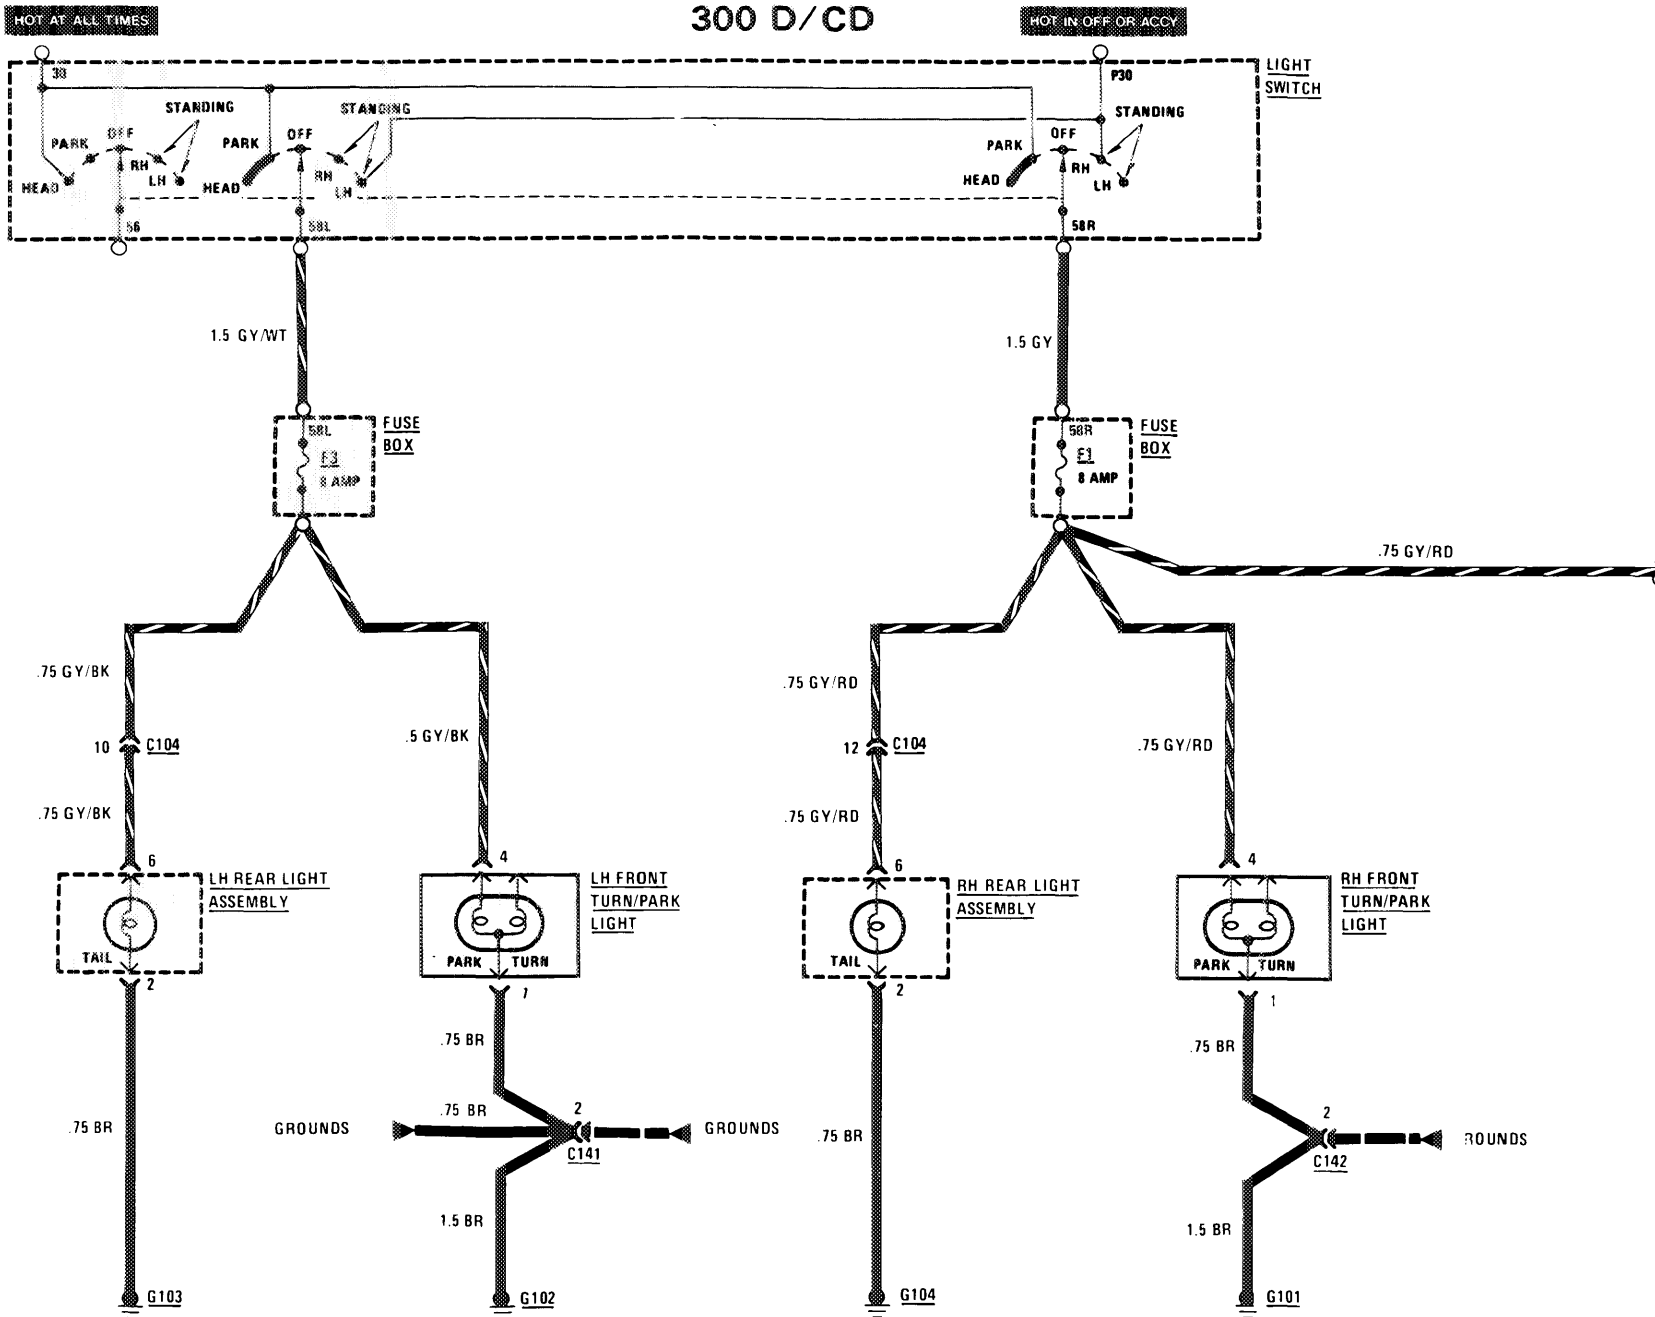 HOT AT ALL TIMES
300 D/CD
HOT IN OFF OR ACCY
30
P30
LIGHT
SWITCH
STANDING
STANDING
STANDING
PARK
OFF
RH
LH
HEAD
PARK
OFF
RH
LH
HEAD
PARK
OFF
RH
LH
HEAD
56
58L
58R
1.5 GY/WT
1.5 GY
58L
F3
8 AMP
FUSE
BOX
58R
F1
8 AMP
FUSE
BOX
.75 GY/RD
.75 GY/BK
.5 GY/BK
.75 GY/RD
.75 GY/RD
10
C104
12
C104
.75 GY/BK
.75 GY/RD
6
4
6
4
LH REAR LIGHT
ASSEMBLY
TAIL
LH FRONT
TURN/PARK
LIGHT
PARK
TURN
RH REAR LIGHT
ASSEMBLY
TAIL
RH FRONT
TURN/PARK
LIGHT
PARK
TURN
2
2
1
.75 BR
.75 BR
.75 BR
GROUNDS
.75 BR
2
C141
GROUNDS
.75 BR
2
C142
ROUNDS
1.5 BR
1.5 BR
G103
G102
G104
G101